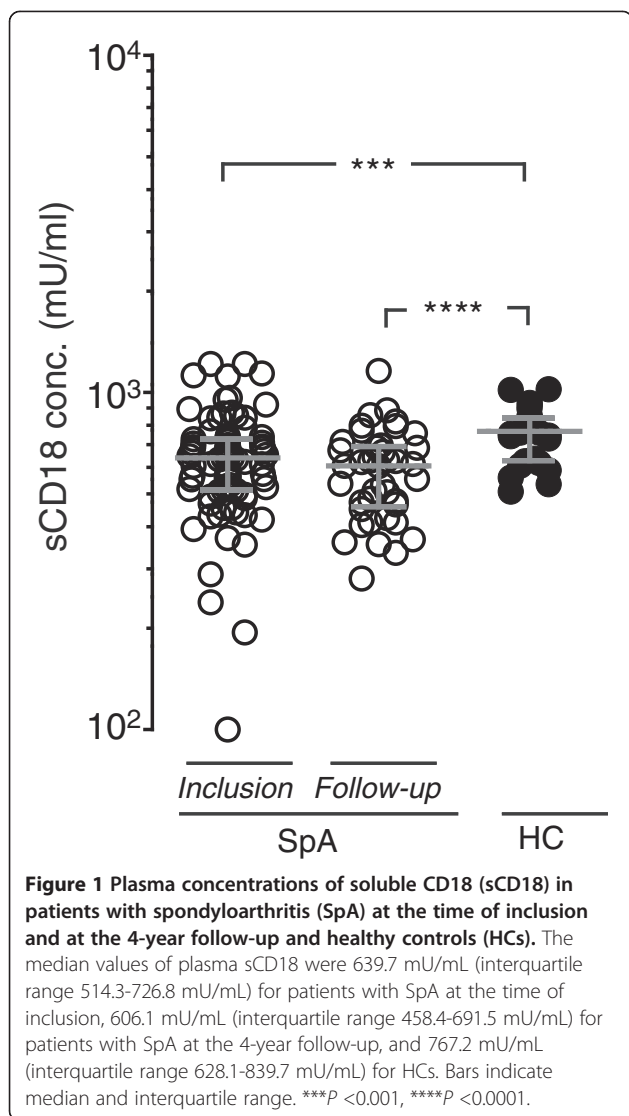 10⁴
***
****
10³
sCD18 conc. (mU/ml)
10²
Inclusion Follow-up
SpA HC
Figure 1 Plasma concentrations of soluble CD18 (sCD18) in
patients with spondyloarthritis (SpA) at the time of inclusion
and at the 4-year follow-up and healthy controls (HCs). The
median values of plasma sCD18 were 639.7 mU/mL (interquartile
range 514.3-726.8 mU/mL) for patients with SpA at the time of
inclusion, 606.1 mU/mL (interquartile range 458.4-691.5 mU/mL) for
patients with SpA at the 4-year follow-up, and 767.2 mU/mL
(interquartile range 628.1-839.7 mU/mL) for HCs. Bars indicate
median and interquartile range. ***P <0.001, ****P <0.0001.